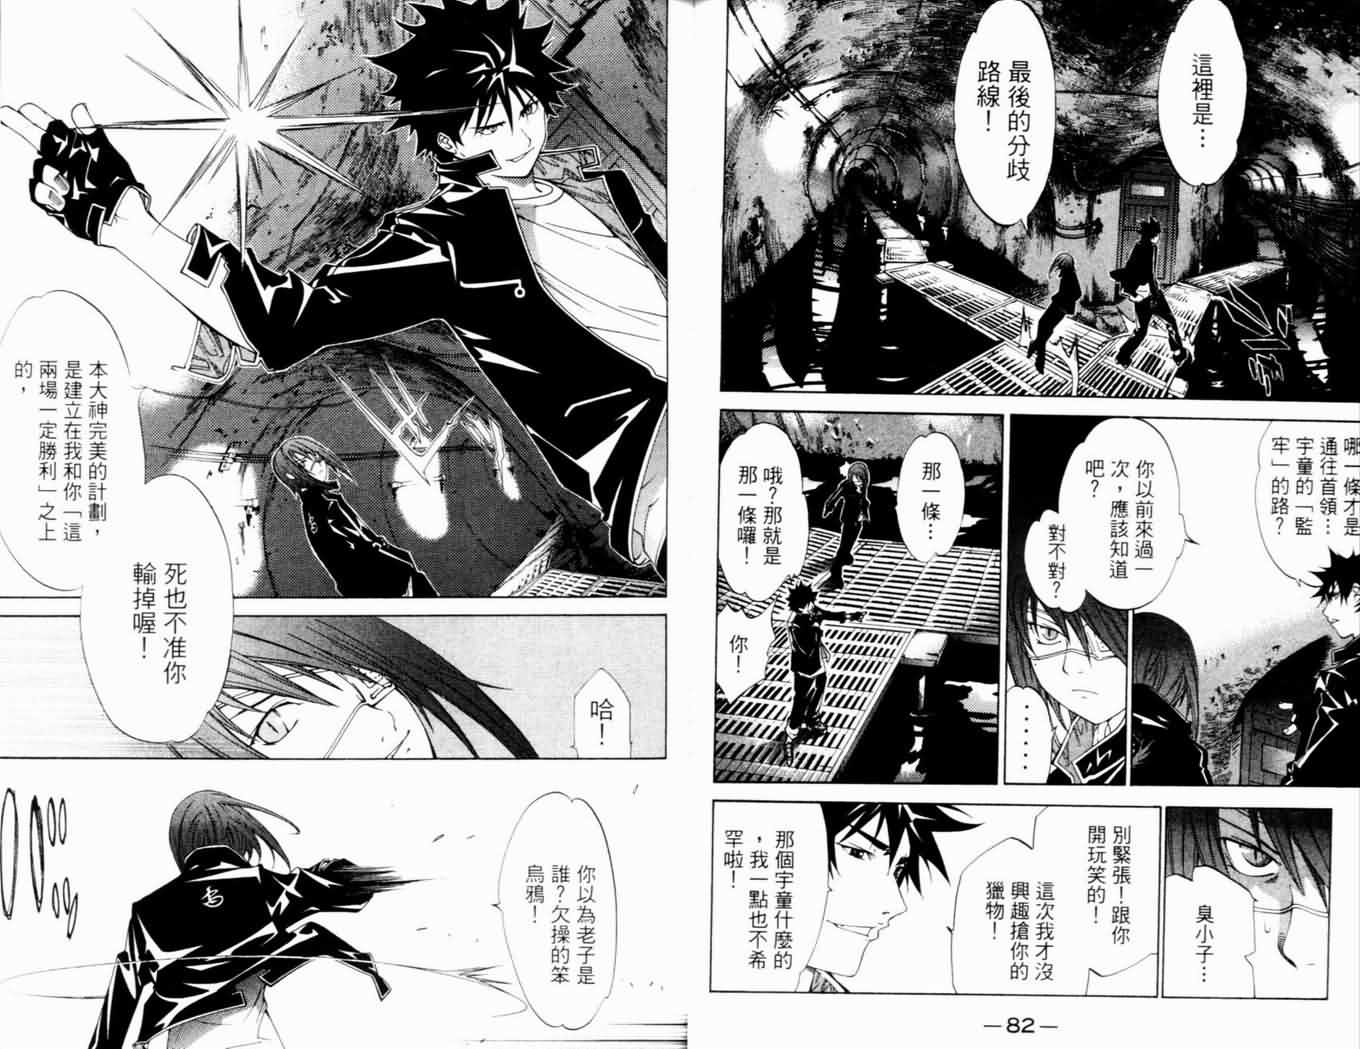 這裡是…
最後的分歧
路線！
哪一條才是
通往首領…
宇童的「監
牢」的路？
你以前來過一
次，應該知道
吧？
對不對？
……
那一條…
哦？那就是
那一條囉！
你！
臭小子…
別緊張！跟你
開玩笑的！
這次我才沒
興趣搶你的
獵物！
那個宇童什麼的
，我一點也不希
罕啦！
—82—
本大神完美的計劃，
是建立在我和你「這
兩場一定勝利」之上
的，
死也不准你
輸掉喔！
哈！
你以為老子是
誰？欠操的笨
烏鴉！